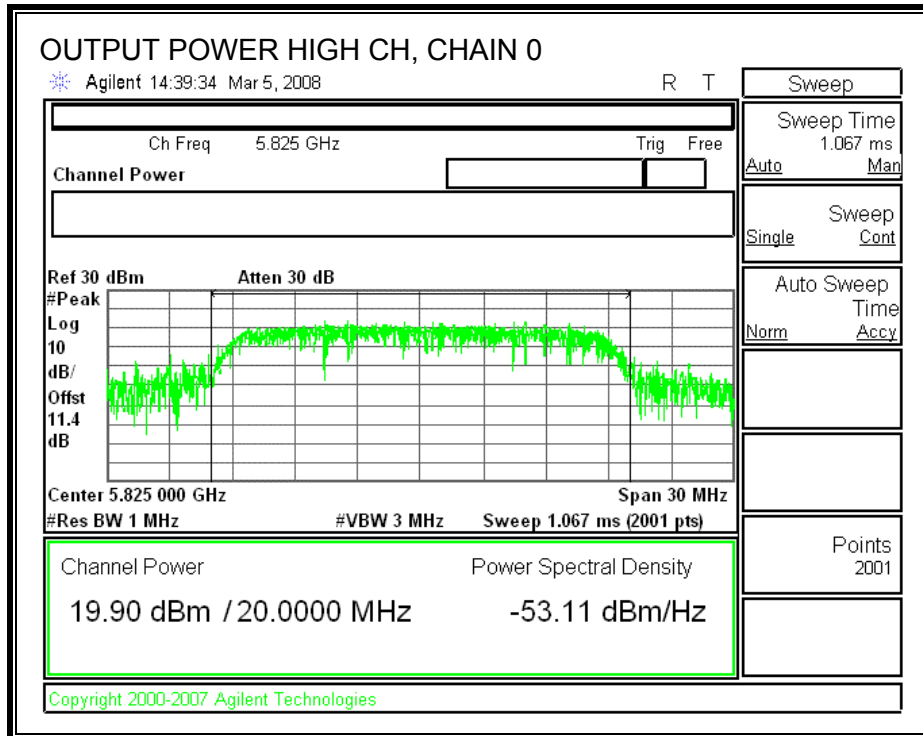 OUTPUT POWER HIGH CH, CHAIN 0
Agilent 14:39:34 Mar 5, 2008 R T
Sweep
Ch Freq 5.825 GHz Trig Free
Channel Power
Sweep Time
1.067 ms
Auto Man
Sweep
Single Cont
Ref 30 dBm Atten 30 dB
Auto Sweep
Time
Norm Accy
#Peak
Log
10
dB/
Offst
11.4
dB
Center 5.825 000 GHz Span 30 MHz
#Res BW 1 MHz #VBW 3 MHz Sweep 1.067 ms (2001 pts)
Points
2001
Channel Power Power Spectral Density
19.90 dBm / 20.0000 MHz -53.11 dBm/Hz
Copyright 2000-2007 Agilent Technologies